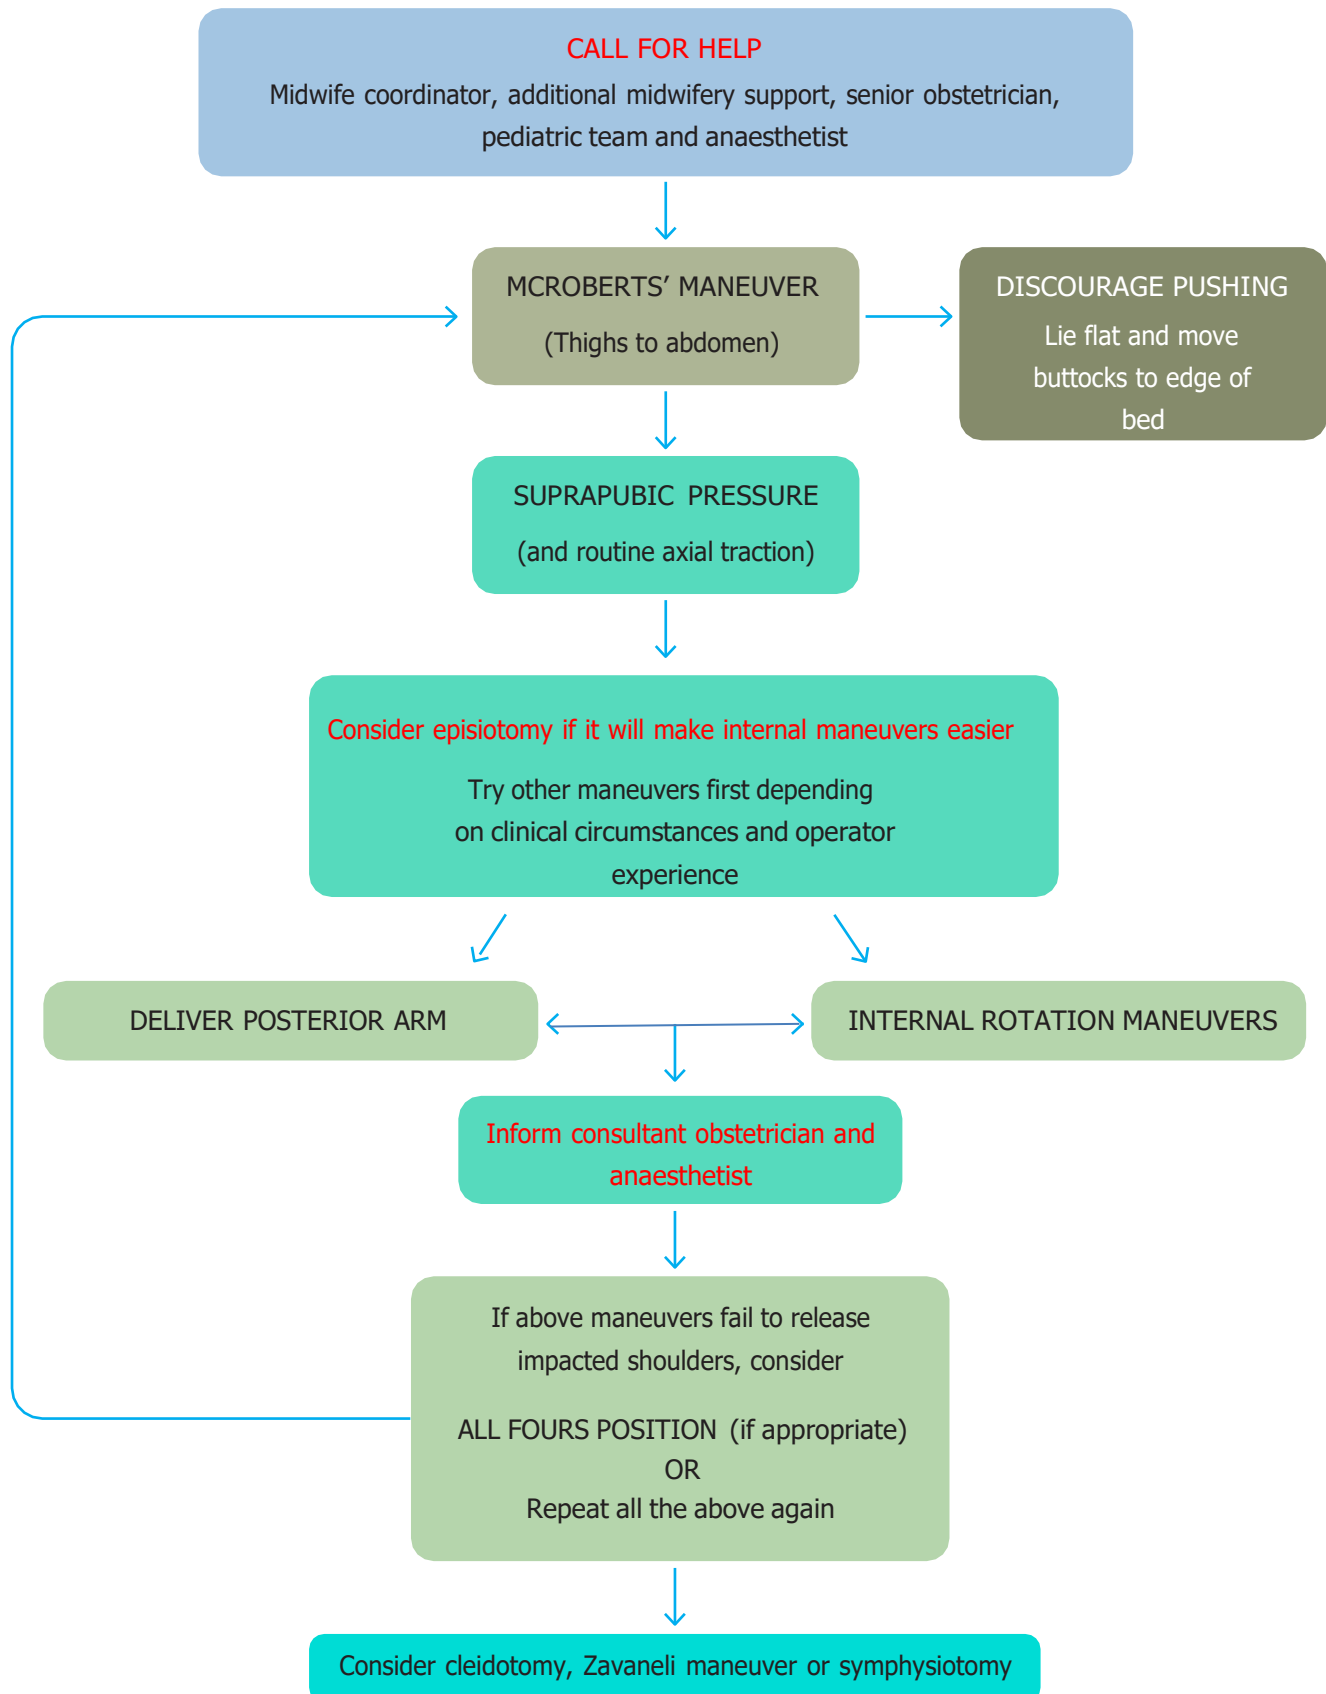 CALL FOR HELP
Midwife coordinator, additional midwifery support, senior obstetrician,
pediatric team and anaesthetist
MCROBERTS’ MANEUVER
(Thighs to abdomen)
DISCOURAGE PUSHING
Lie flat and move
buttocks to edge of
bed
SUPRAPUBIC PRESSURE
(and routine axial traction)
Consider episiotomy if it will make internal maneuvers easier
Try other maneuvers first depending
on clinical circumstances and operator
experience
DELIVER POSTERIOR ARM
INTERNAL ROTATION MANEUVERS
Inform consultant obstetrician and
anaesthetist
If above maneuvers fail to release
impacted shoulders, consider
ALL FOURS POSITION (if appropriate)
OR
Repeat all the above again
Consider cleidotomy, Zavaneli maneuver or symphysiotomy